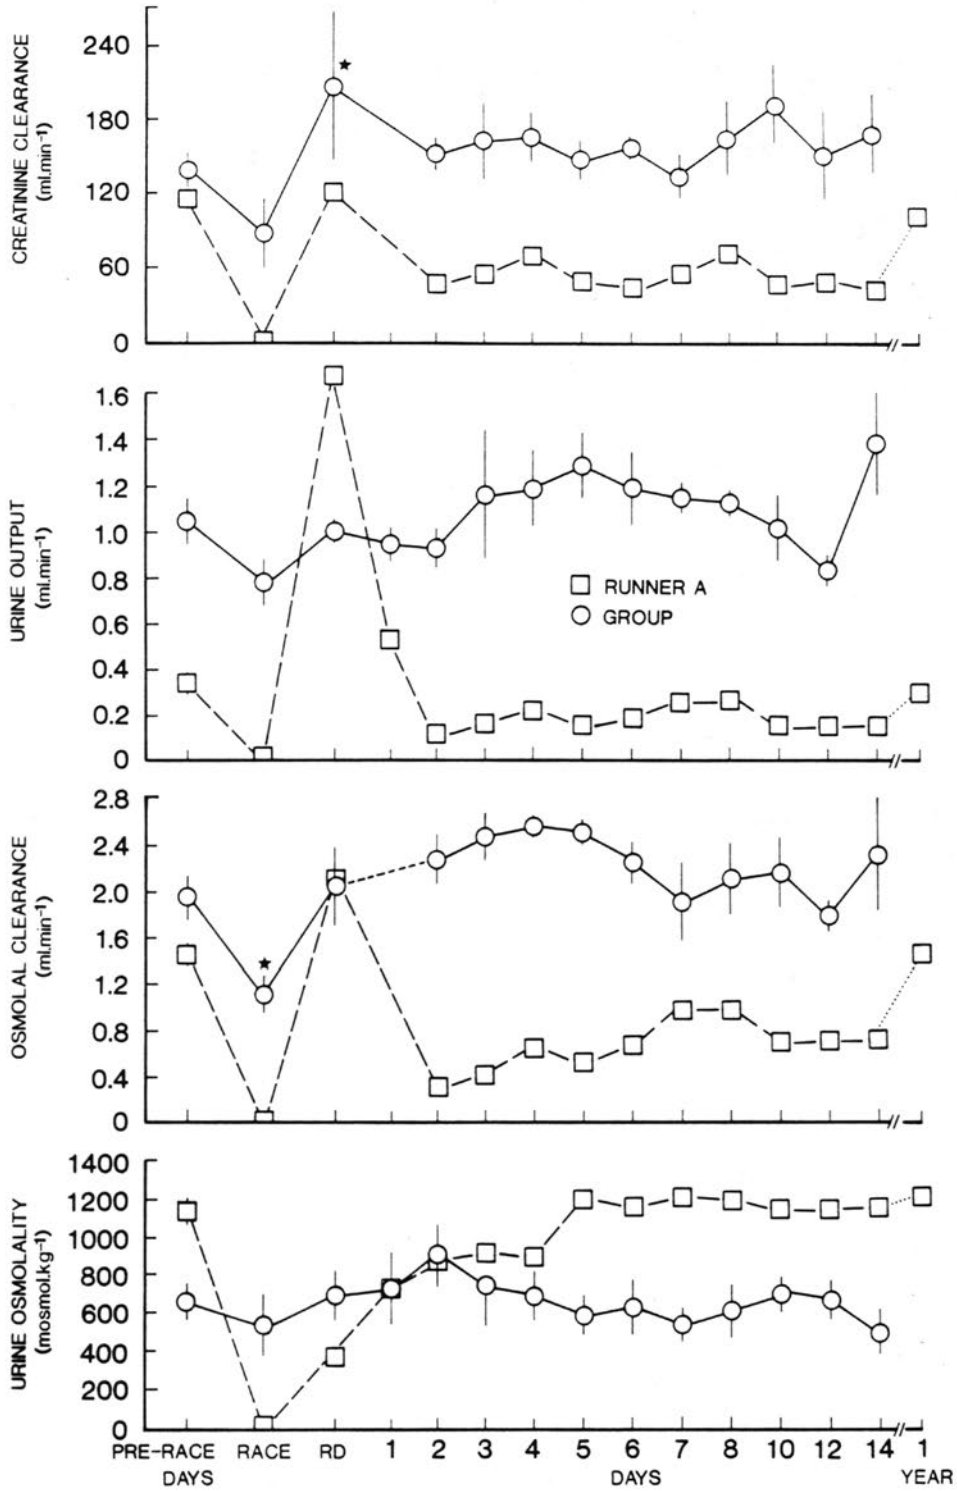 CREATININE CLEARANCE
(ml.min⁻¹)
240
★
180
120
60
0
URINE OUTPUT
(ml.min⁻¹)
1.6
1.4
1.2
1.0
0.8
0.6
0.4
0.2
0
RUNNER A
GROUP
OSMOLAL CLEARANCE
(ml.min⁻¹)
2.8
2.4
2.0
1.6
★
1.2
0.8
0.4
0
URINE OSMOLALITY
(mosmol.kg⁻¹)
1400
1200
1000
800
600
400
200
0
PRE-RACE RACE RD 1 2 3 4 5 6 7 8 10 12 14 1
DAYS DAYS YEAR